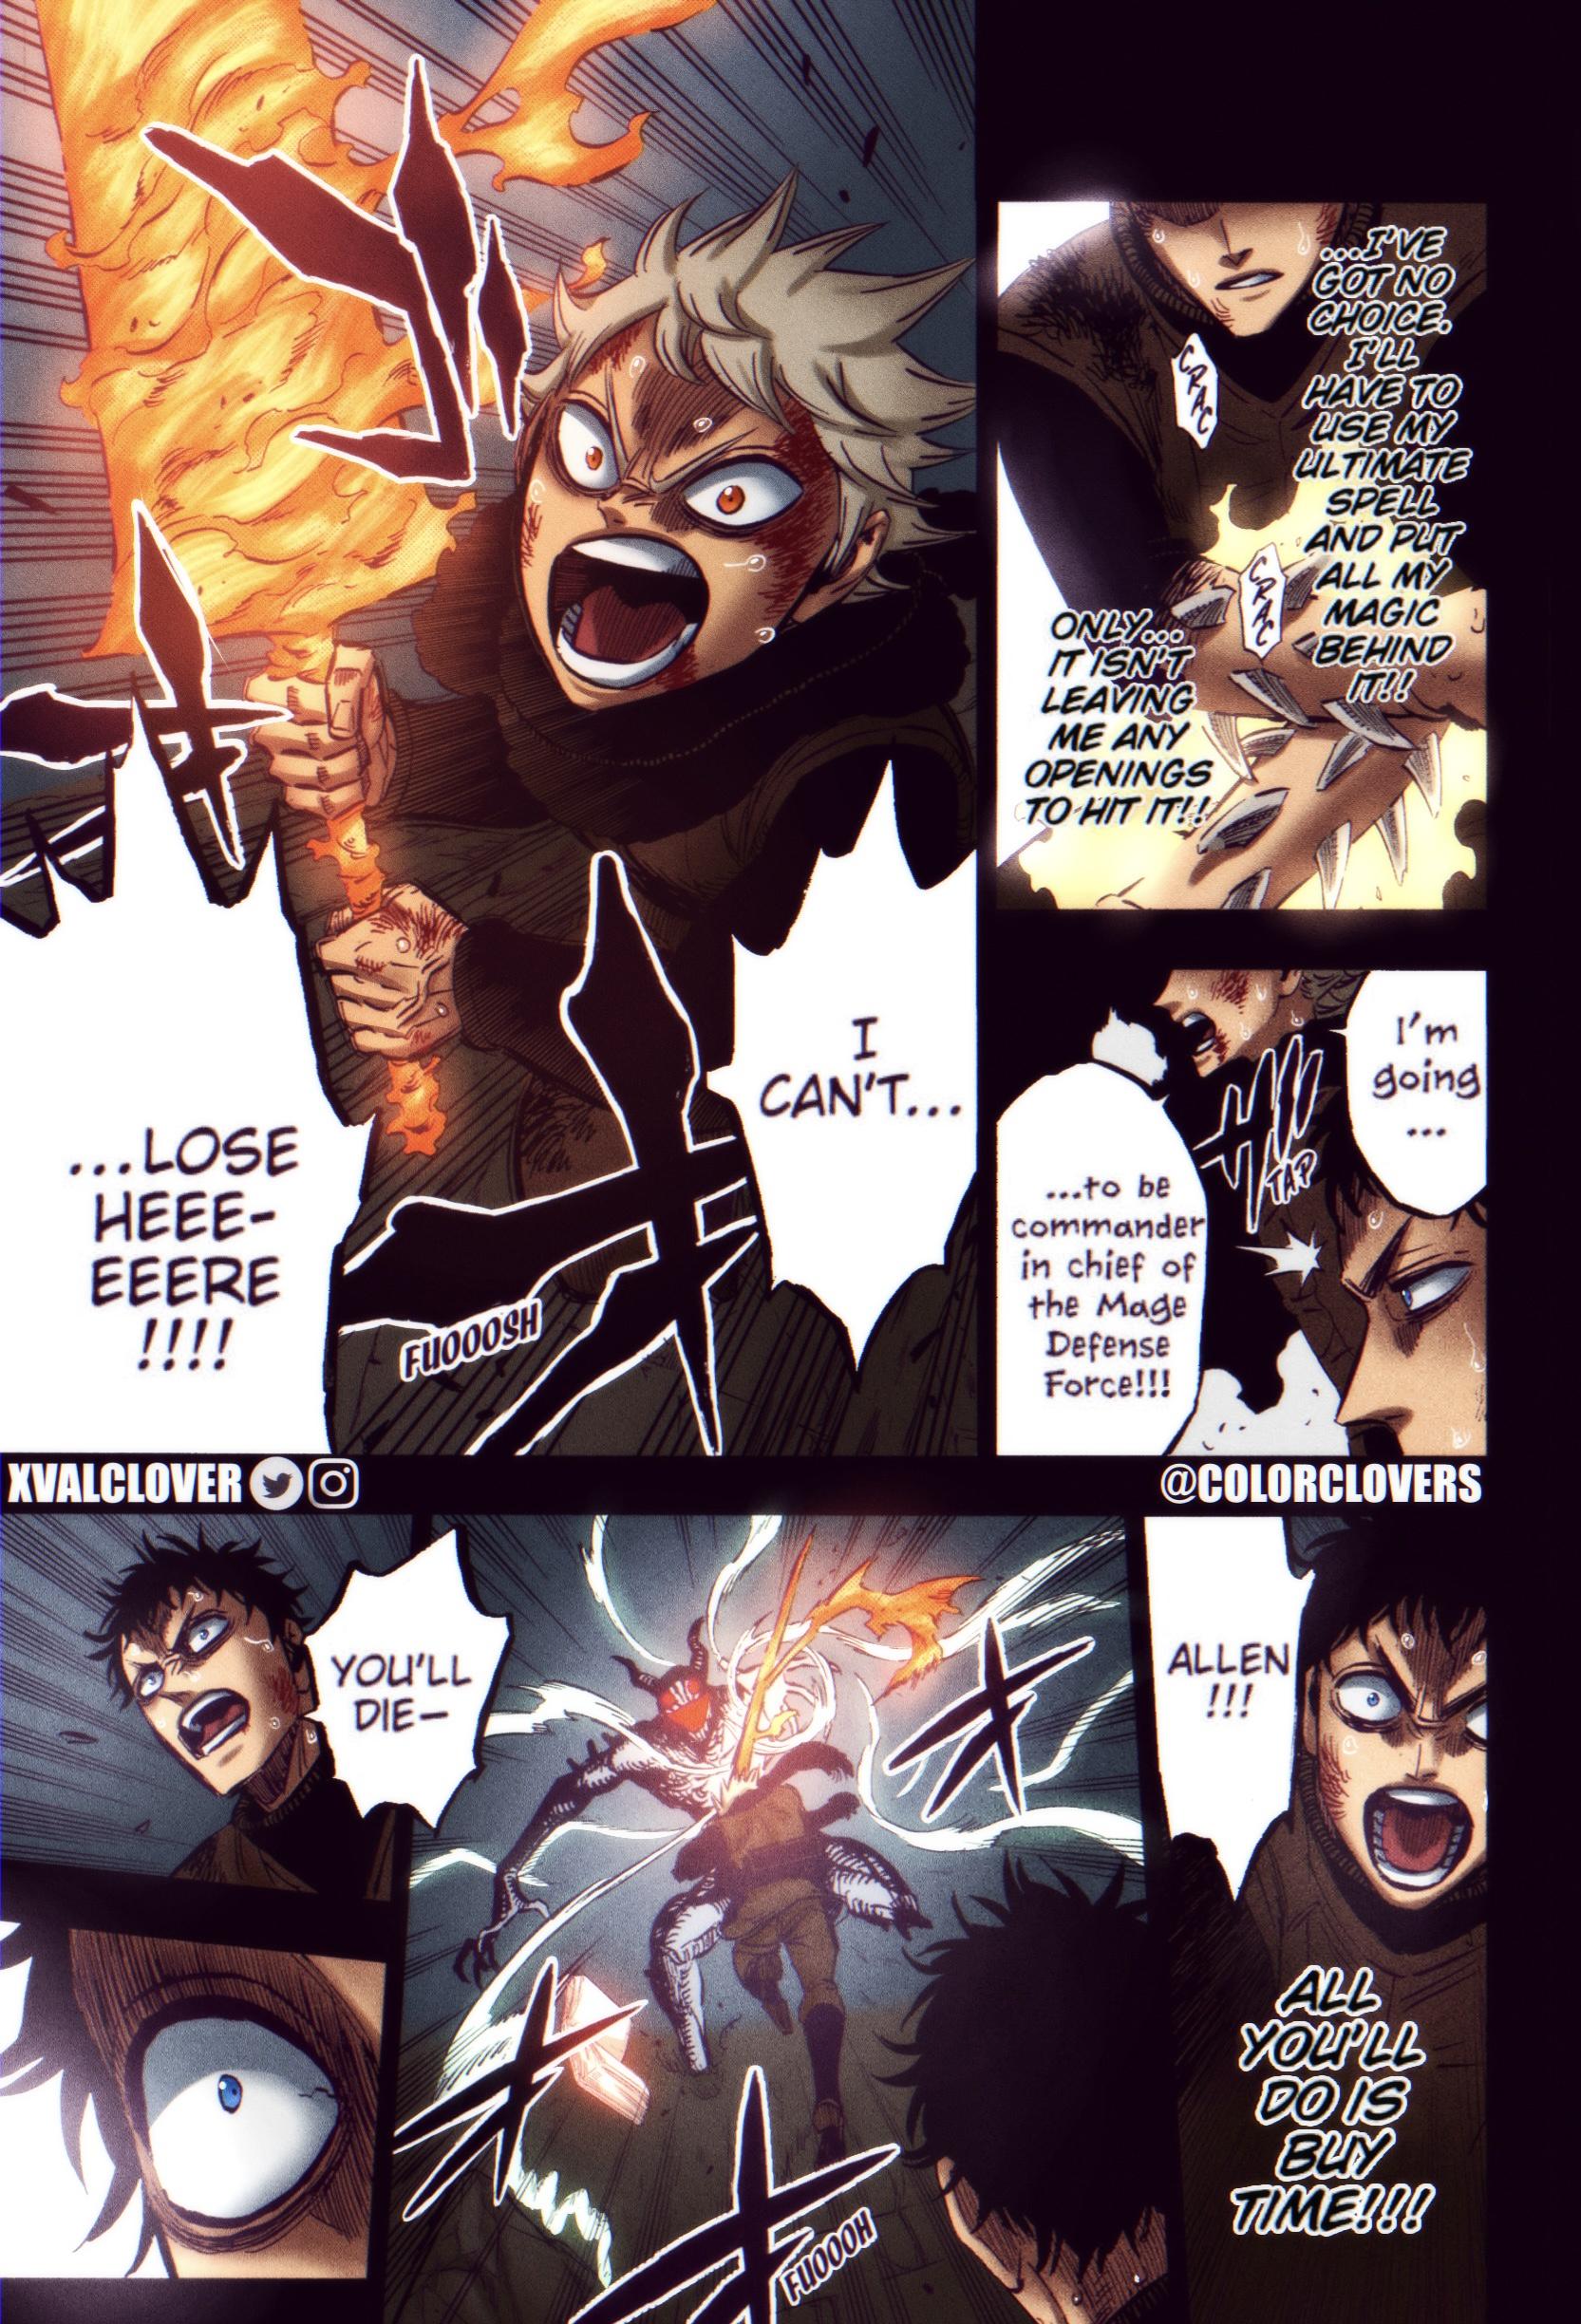 ...I'VE
GOT NO
CHOICE.
I'LL
HAVE TO
USE MY
ULTIMATE
SPELL
AND PUT
ALL MY
MAGIC
BEHIND
IT!!
CRAC
CRAC
ONLY...
IT ISN'T
LEAVING
ME ANY
OPENINGS
TO HIT IT!!
I'm
going
...
TAP
...to be
commander
in chief of
the Mage
Defense
Force!!!
I
CAN'T...
...LOSE
HEEE-
EEERE
!!!!
FUOOOSH
XVALCLOVER
@COLORCLOVERS
ALLEN
!!!
ALL
YOU'LL
DO IS
BUY
TIME!!!
FUOOOH
YOU'LL
DIE—